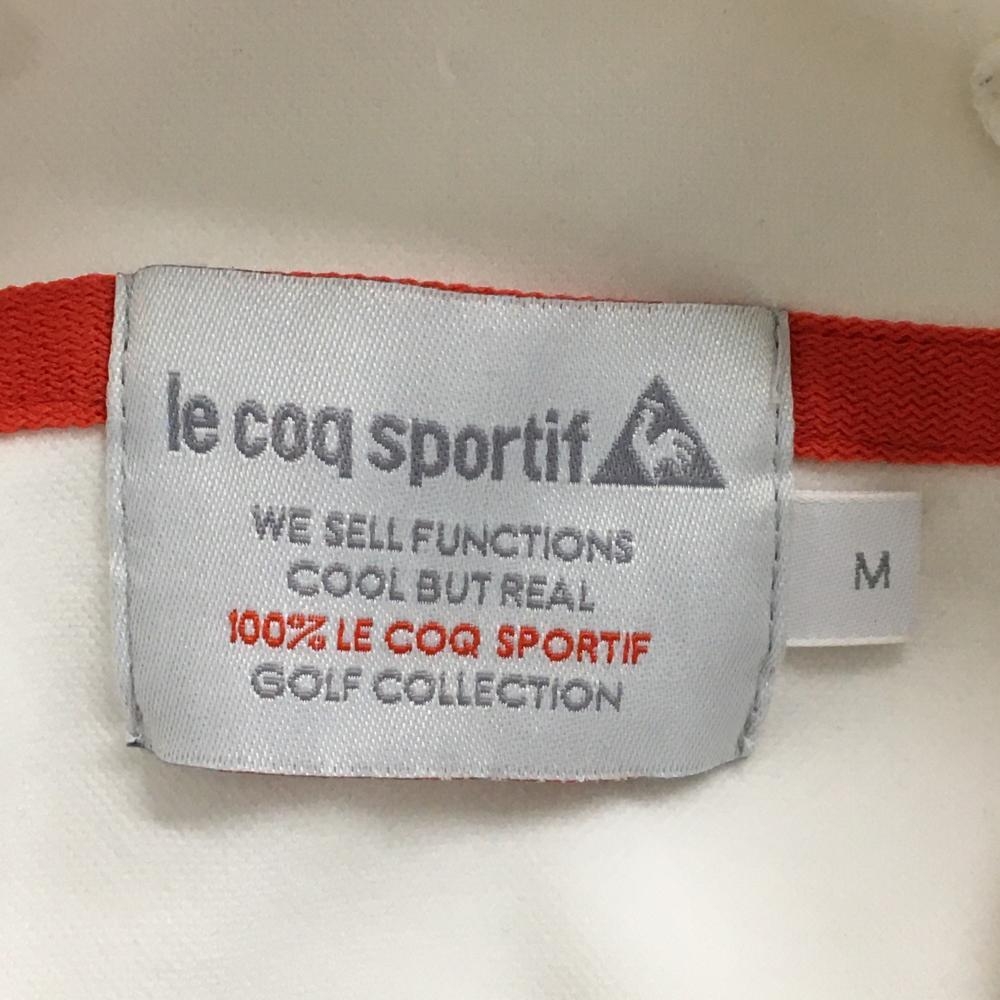 le coq sportif
WE SELL FUNCTIONS
COOL BUT REAL
100% LE COQ SPORTIF
GOLF COLLECTION
M